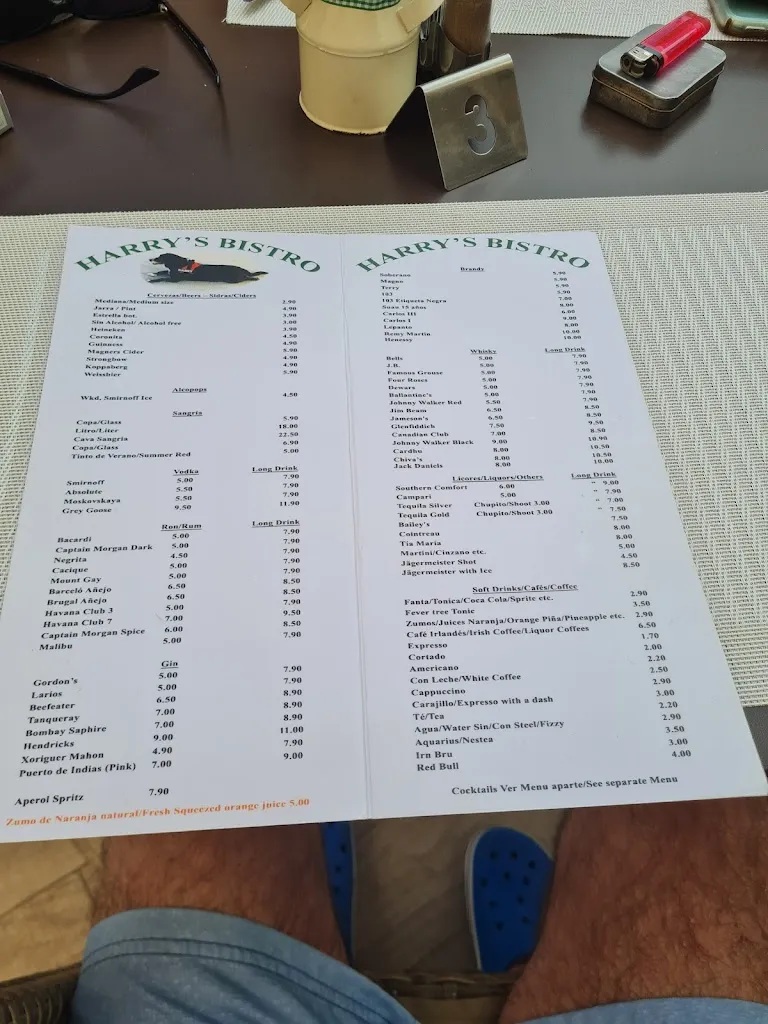 3
HARRY'S BISTRO
Cervezas/Beers – Sidras/Ciders
Mediana/Medium size 2.90
Jarra / Pint 4.90
Estrella bot. 3.90
Sin Alcohol/Alcohol free 3.00
Heineken 3.90
Coronita 4.50
Guinness 4.90
Magners Cider 5.90
Strongbow 4.90
Koppaberg 4.90
Weissbier 5.90
Alcopops
Wkd, Smirnoff Ice 4.50
Sangria
Copa/Glass 5.90
Litro/Liter 18.00
Cava Sangria 22.50
Copa/Glass 6.90
Tinto de Verano/Summer Red 5.00
Vodka Long Drink
Smirnoff 5.00 7.90
Absolute 5.50 7.90
Moskovskaya 5.50 7.90
Grey Goose 9.50 11.90
Ron/Rum Long Drink
Bacardi 5.00 7.90
Captain Morgan Dark 5.00 7.90
Negrita 4.50 7.90
Cacique 5.00 7.90
Mount Gay 5.00 7.90
Barceló Añejo 6.50 8.50
Brugal Añejo 6.50 8.50
Havana Club 3 5.00 7.90
Havana Club 7 7.00 9.50
Captain Morgan Spice 6.00 8.50
Malibu 5.00 7.90
Gin
Gordon's 5.00 7.90
Larios 5.00 7.90
Beefeater 6.50 8.90
Tanqueray 7.00 8.90
Bombay Saphire 7.00 8.90
Hendricks 9.00 11.00
Xoriguer Mahon 4.90 7.90
Puerto de Indias (Pink) 7.00 9.00
Aperol Spritz 7.90
Zumo de Naranja natural/Fresh Squeezed orange juice 5.00
HARRY'S BISTRO
Brandy
Soberano 5.90
Magno 5.90
Terry 5.90
103 5.90
103 Etiqueta Negra 7.00
Suau 15 años 8.00
Carlos III 6.00
Carlos I 9.00
Lepanto 8.00
Remy Martin 10.00
Henessy 10.00
Whisky Long Drink
Bells 5.00 7.90
J.B. 5.00 7.90
Famous Grouse 5.00 7.90
Four Roses 5.00 7.90
Dewars 5.00 7.90
Ballantine's 5.00 7.90
Johnny Walker Red 5.50 7.90
Jim Beam 6.50 8.50
Jameson's 6.50 8.50
Glenfiddich 7.50 9.50
Canadian Club 7.00 8.50
Johnny Walker Black 9.00 10.90
Cardhu 8.00 10.50
Chiva's 8.00 10.50
Jack Daniels 8.00 10.00
Licores/Liquors/Others Long Drink
Southern Comfort 6.00 " 9.00
Campari 5.00 " 7.90
Tequila Silver Chupito/Shoot 3.00 " 7.00
Tequila Gold Chupito/Shoot 3.00 " 7.50
Bailey's 7.50
Cointreau 8.00
Tia Maria 8.00
Martini/Cinzano etc. 5.00
Jägermeister Shot 4.50
Jägermeister with Ice 8.50
Soft Drinks/Cafés/Coffee
Fanta/Tonica/Coca Cola/Sprite etc. 2.90
Fever tree Tonic 3.50
Zumos/Juices Naranja/Orange Piña/Pineapple etc. 2.90
Café Irlandés/Irish Coffee/Liquor Coffees 6.50
Expresso 1.70
Cortado 2.00
Americano 2.20
Con Leche/White Coffee 2.50
Cappuccino 2.90
Carajillo/Expresso with a dash 3.00
Té/Tea 2.20
Agua/Water Sin/Con Steel/Fizzy 2.90
Aquarius/Nestea 3.50
Irn Bru 3.00
Red Bull 4.00
Cocktails Ver Menu aparte/See separate Menu